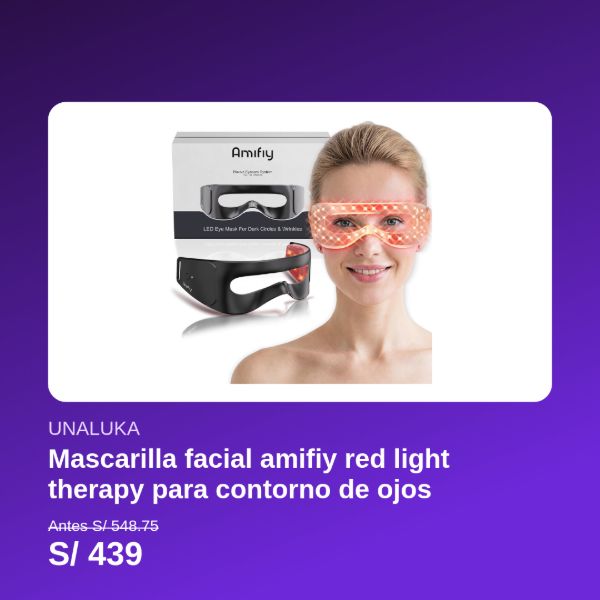 Amifiy
LED Eye Mask For Dark Circles & Wrinkles
Amifiy
UNALUKA
Mascarilla facial amifiy red light
therapy para contorno de ojos
Antes S/ 548.75
S/ 439